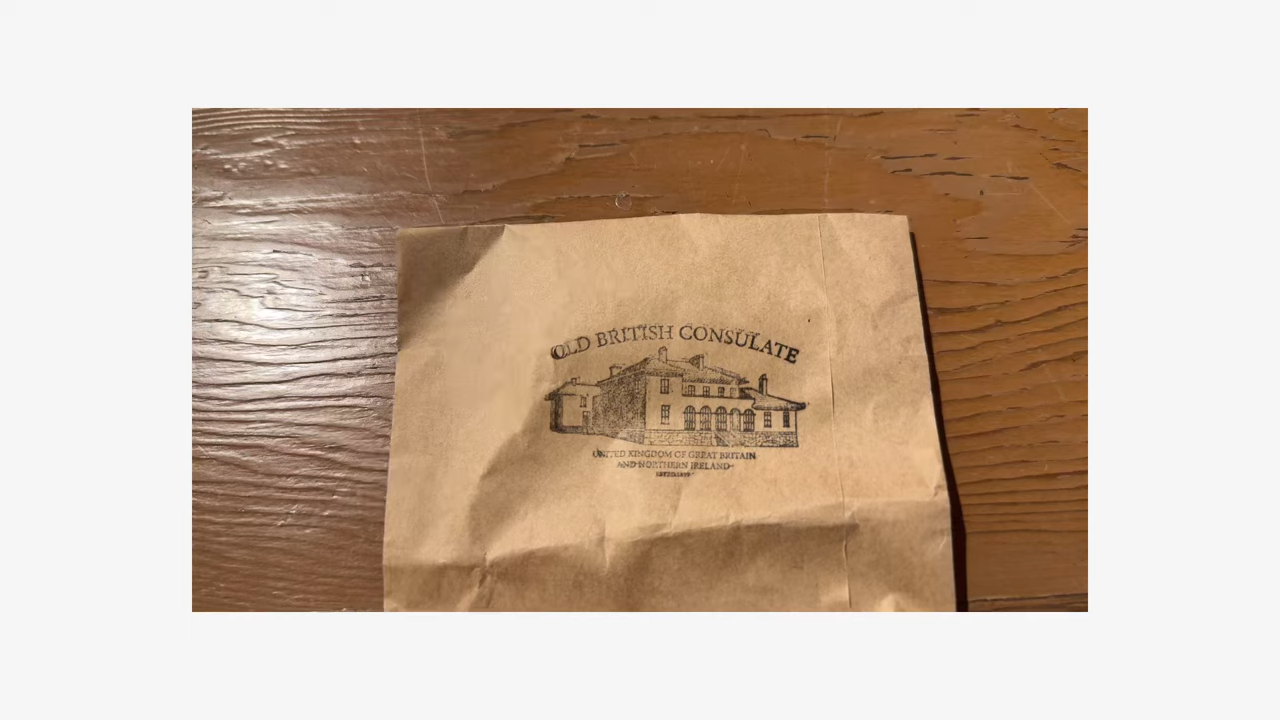 OLD BRITISH CONSULATE
UNITED KINGDOM OF GREAT BRITAIN
AND NORTHERN IRELAND